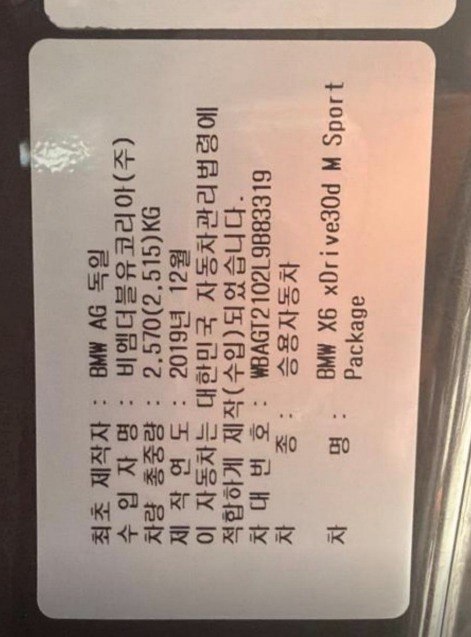 최초 제작자 : BMW AG 독일
수 입 자 명 : 비엠더블유코리아(주)
차량 총중량 : 2,570(2,515)KG
제 작 연 도 : 2019년 12월
이 자동차는 대한민국 자동차관리법령에
적합하게 제작(수입)되었습니다.
차 대 번 호 : WBAGT2102L9B83319
차 종 : 승용자동차
차 명 : BMW X6 xDrive30d M Sport
Package